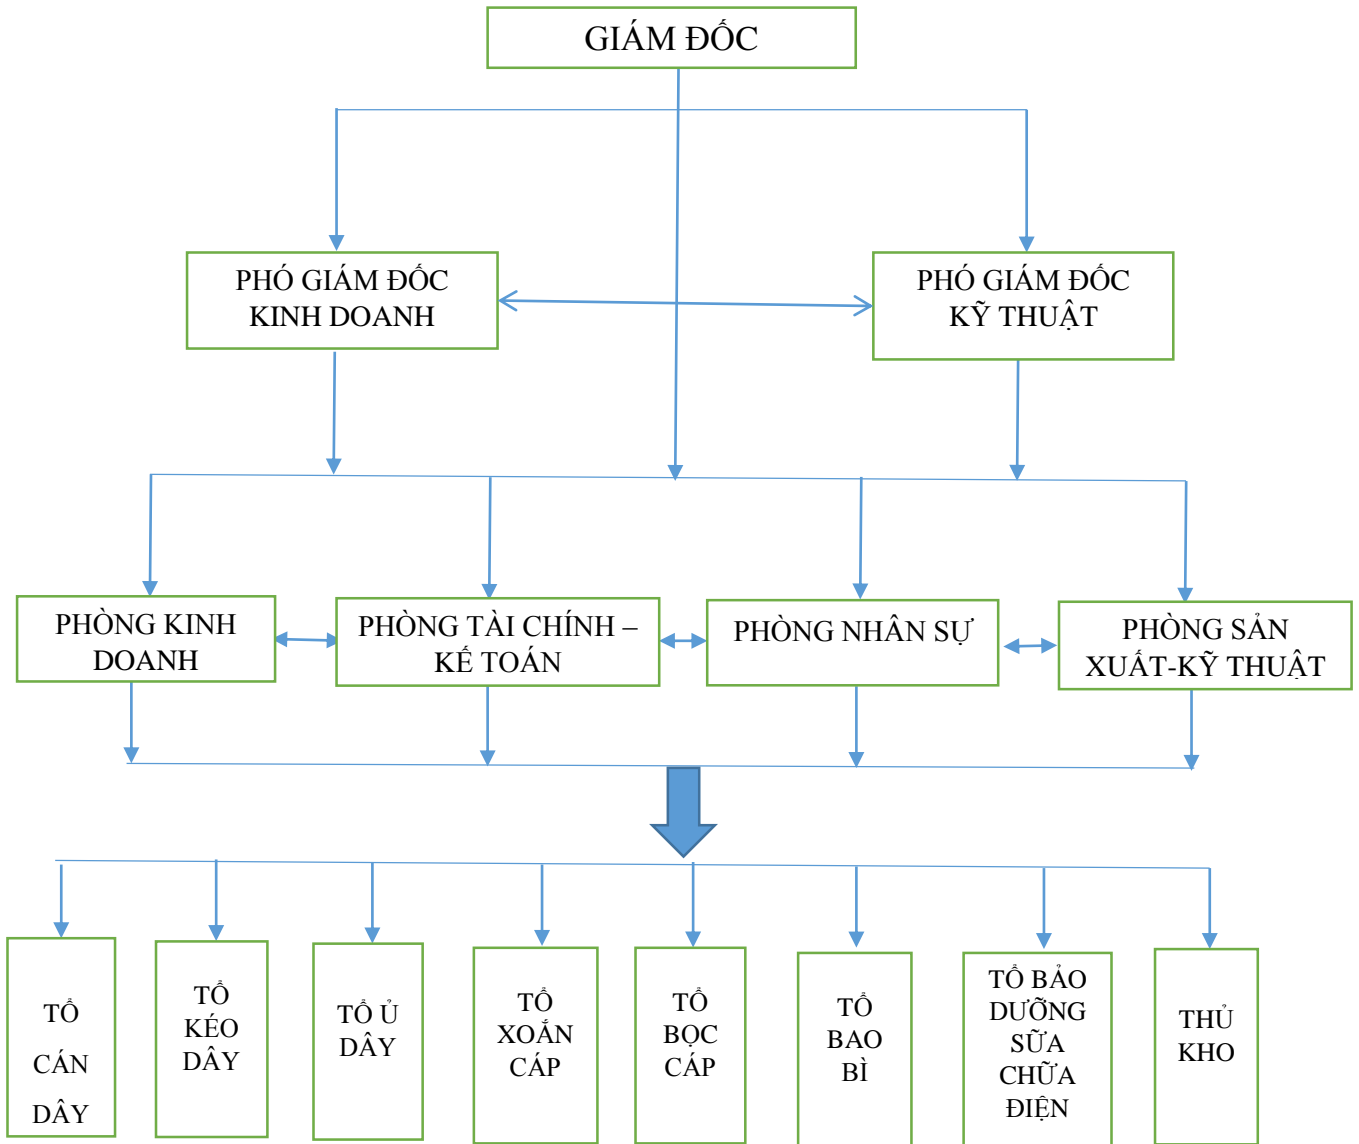 GIÁM ĐỐC
PHÓ GIÁM ĐỐC
KINH DOANH
PHÓ GIÁM ĐỐC
KỸ THUẬT
PHÒNG KINH
DOANH
PHÒNG TÀI CHÍNH –
KẾ TOÁN
PHÒNG NHÂN SỰ
PHÒNG SẢN
XUẤT-KỸ THUẬT
TỔ
CÁN
DÂY
TỔ
KÉO
DÂY
TỔ Ủ
DÂY
TỔ
XOẮN
CÁP
TỔ
BỌC
CÁP
TỔ
BAO
BÌ
TỔ BẢO
DƯỠNG
SỮA
CHỮA
ĐIỆN
THỦ
KHO